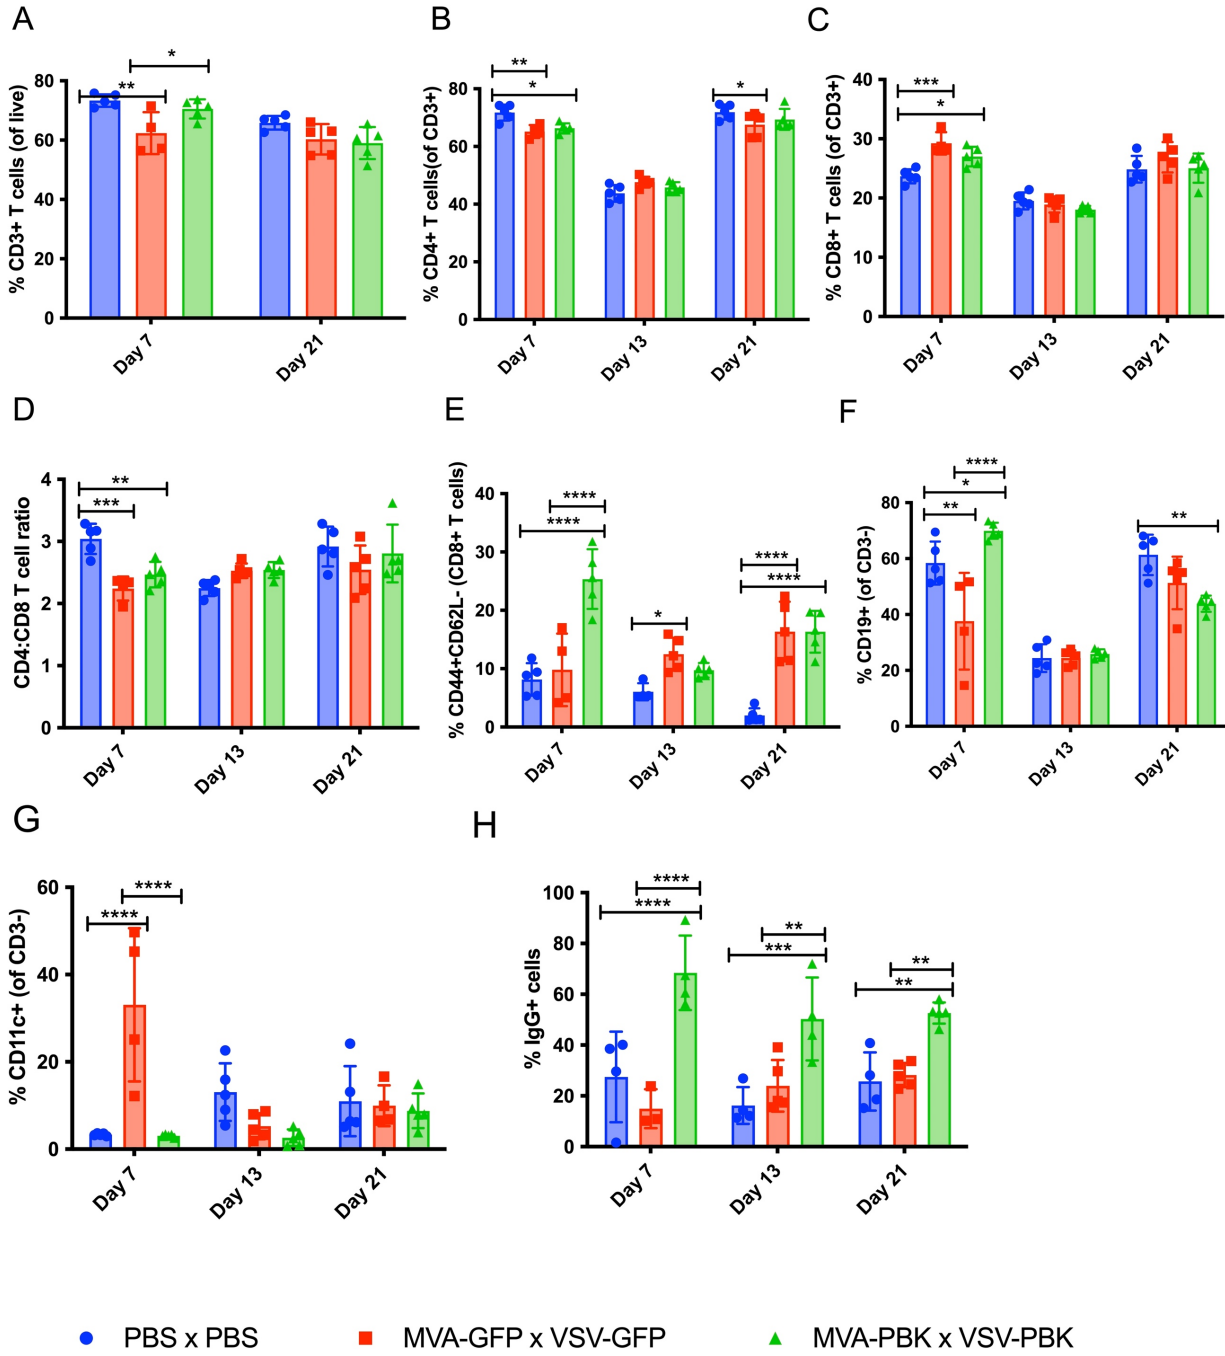 A
% CD3+ T cells (of live)
80
60
40
20
0
*
**
Day 7
Day 21
B
% CD4+ T cells(of CD3+)
80
60
40
20
0
**
*
*
Day 7
Day 13
Day 21
C
% CD8+ T cells (of CD3+)
40
30
20
10
0
***
*
Day 7
Day 13
Day 21
D
CD4:CD8 T cell ratio
4
3
2
1
0
**
***
Day 7
Day 13
Day 21
E
% CD44+CD62L- (CD8+ T cells)
40
30
20
10
0
****
****
*
****
****
Day 7
Day 13
Day 21
F
% CD19+ (of CD3-)
80
60
40
20
0
****
*
**
**
Day 7
Day 13
Day 21
G
% CD11c+ (of CD3-)
60
40
20
0
****
****
Day 7
Day 13
Day 21
H
% IgG+ cells
100
80
60
40
20
0
****
****
**
***
**
**
Day 7
Day 13
Day 21
PBS x PBS
MVA-GFP x VSV-GFP
MVA-PBK x VSV-PBK